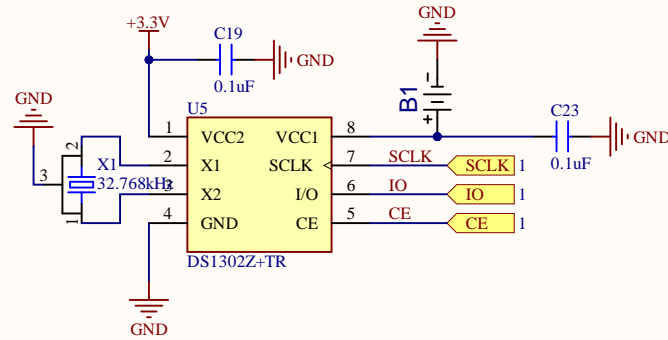 GND
+3.3V
C19
GND
0.1uF
- 
B1
+
U5
GND
1 VCC2 VCC1 8
C23
GND
0.1uF
2 X1 SCLK 7 SCLK SCLK 1
2
X1
3
32.768kHz
3 X2 I/O 6 IO IO 1
1
4 GND CE 5 CE CE 1
DS1302Z+TR
GND